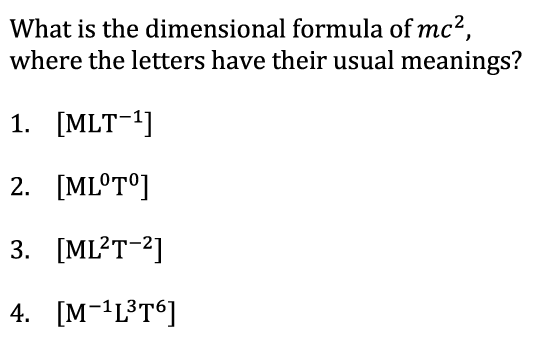 What is the dimensional formula of mc²,
where the letters have their usual meanings?
1. [MLT⁻¹]
2. [ML⁰T⁰]
3. [ML²T⁻²]
4. [M⁻¹L³T⁶]